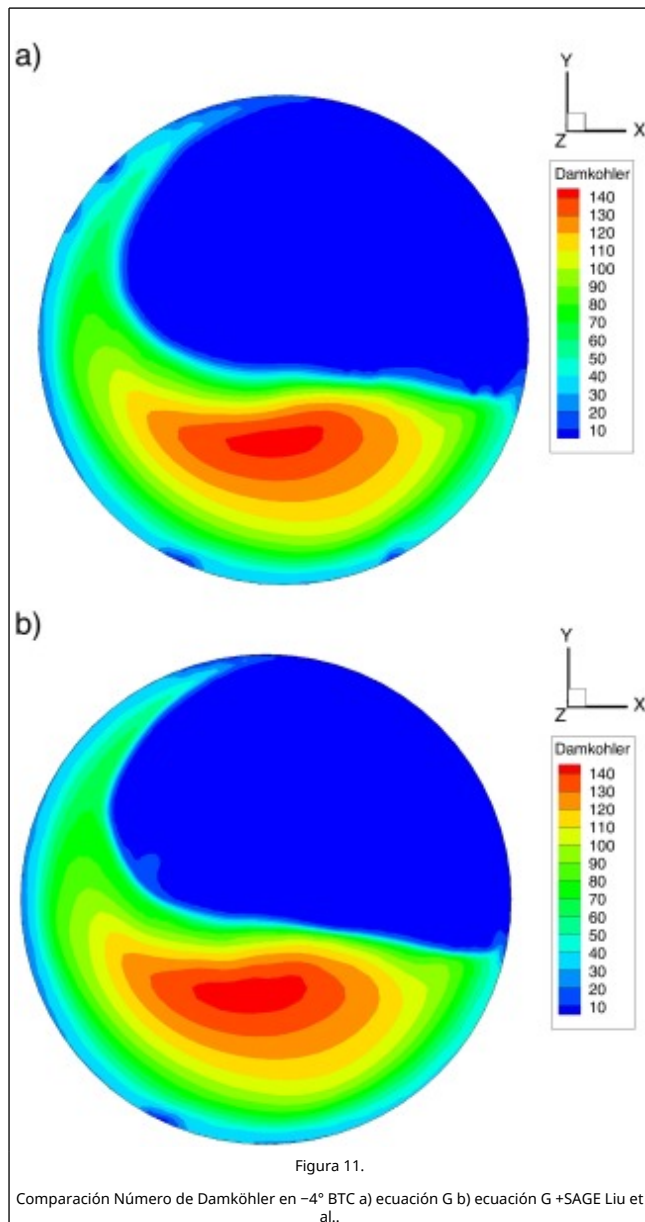 a)
Y
Z X
Damkohler
140
130
120
110
100
90
80
70
60
50
40
30
20
10
b)
Y
Z X
Damkohler
140
130
120
110
100
90
80
70
60
50
40
30
20
10
Figura 11.
Comparación Número de Damköhler en −4° BTC a) ecuación G b) ecuación G +SAGE Liu et
al..